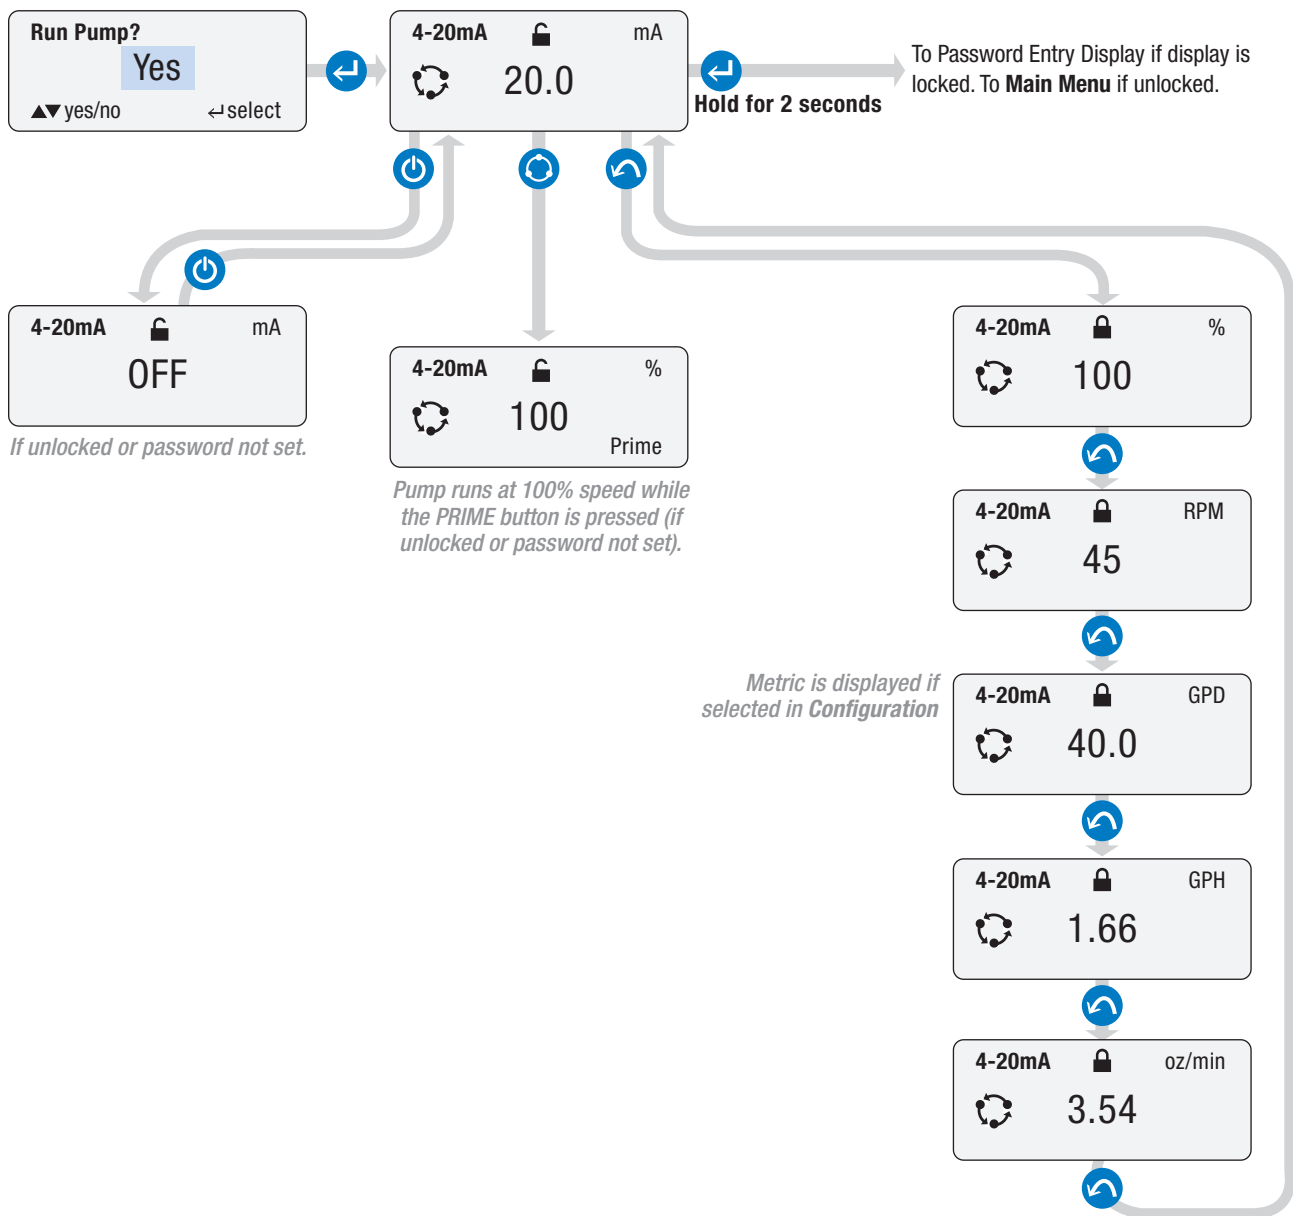 Run Pump?
Yes
▲▼ yes/no ↵ select
4-20mA mA
20.0
Hold for 2 seconds
To Password Entry Display if display is
locked. To Main Menu if unlocked.
4-20mA mA
OFF
If unlocked or password not set.
4-20mA %
100
Prime
Pump runs at 100% speed while
the PRIME button is pressed (if
unlocked or password not set).
4-20mA %
100
4-20mA RPM
45
Metric is displayed if
selected in Configuration
4-20mA GPD
40.0
4-20mA GPH
1.66
4-20mA oz/min
3.54